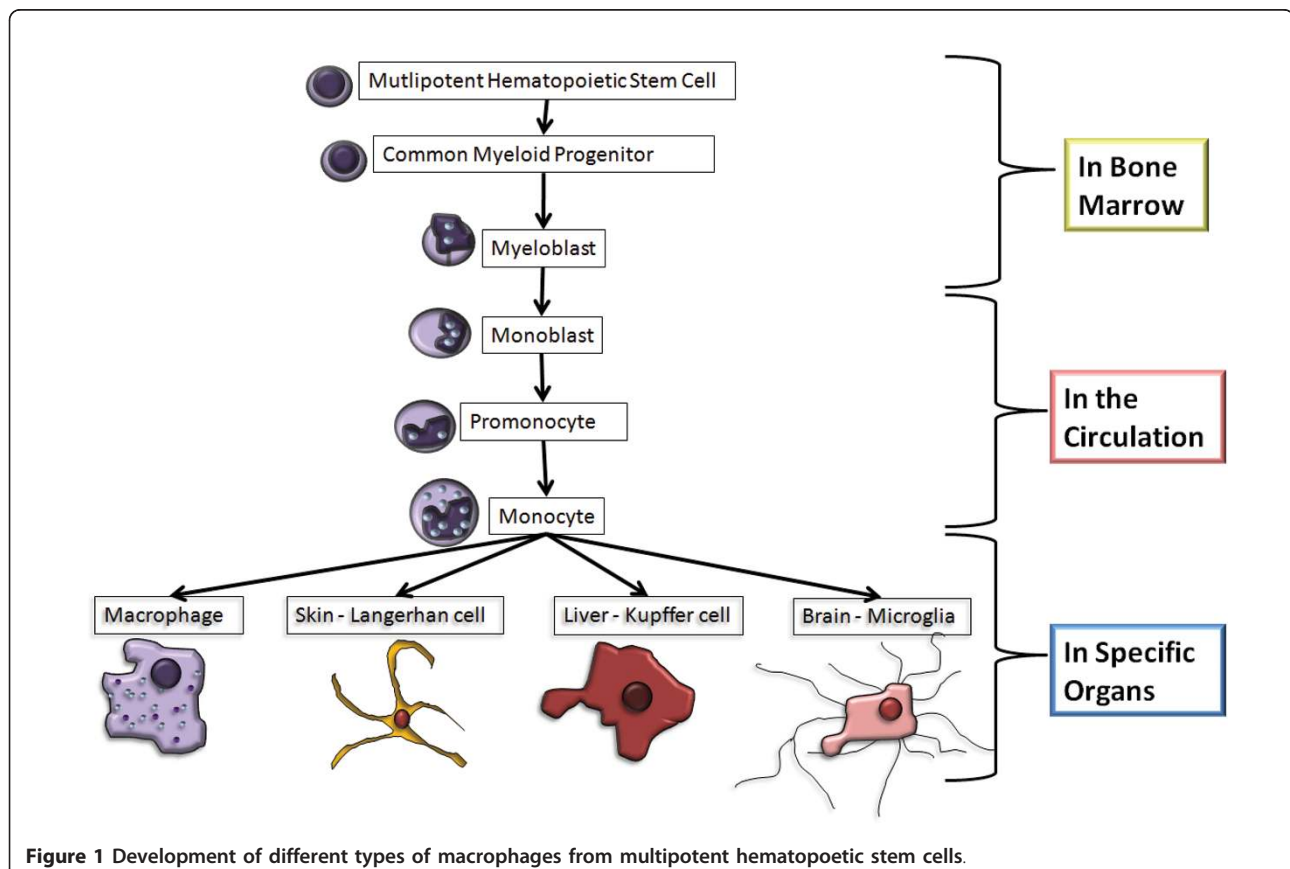 Mutlipotent Hematopoietic Stem Cell
Common Myeloid Progenitor
Myeloblast
Monoblast
Promonocyte
Monocyte
Macrophage
Skin - Langerhan cell
Liver - Kupffer cell
Brain - Microglia
In Bone
Marrow
In the
Circulation
In Specific
Organs
Figure 1 Development of different types of macrophages from multipotent hematopoetic stem cells.